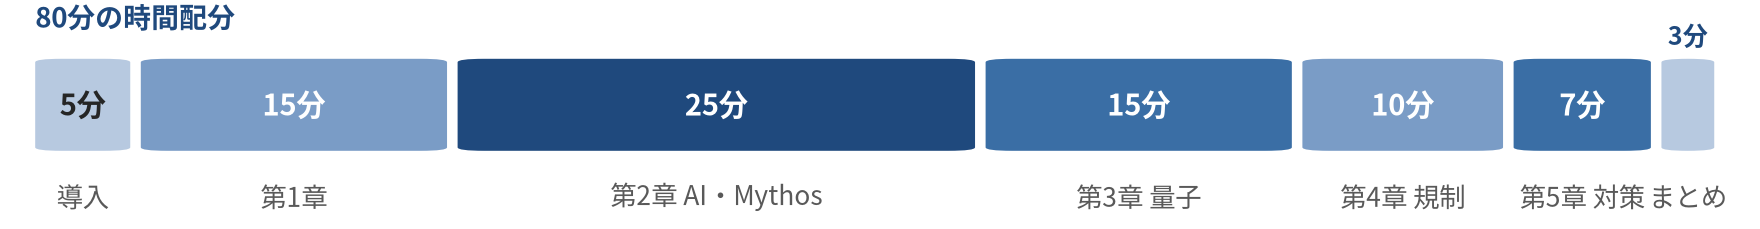 80分の時間配分
3分
5分
15分
25分
15分
10分
7分
導入
第1章
第2章 AI・Mythos
第3章 量子
第4章 規制
第5章 対策
まとめ